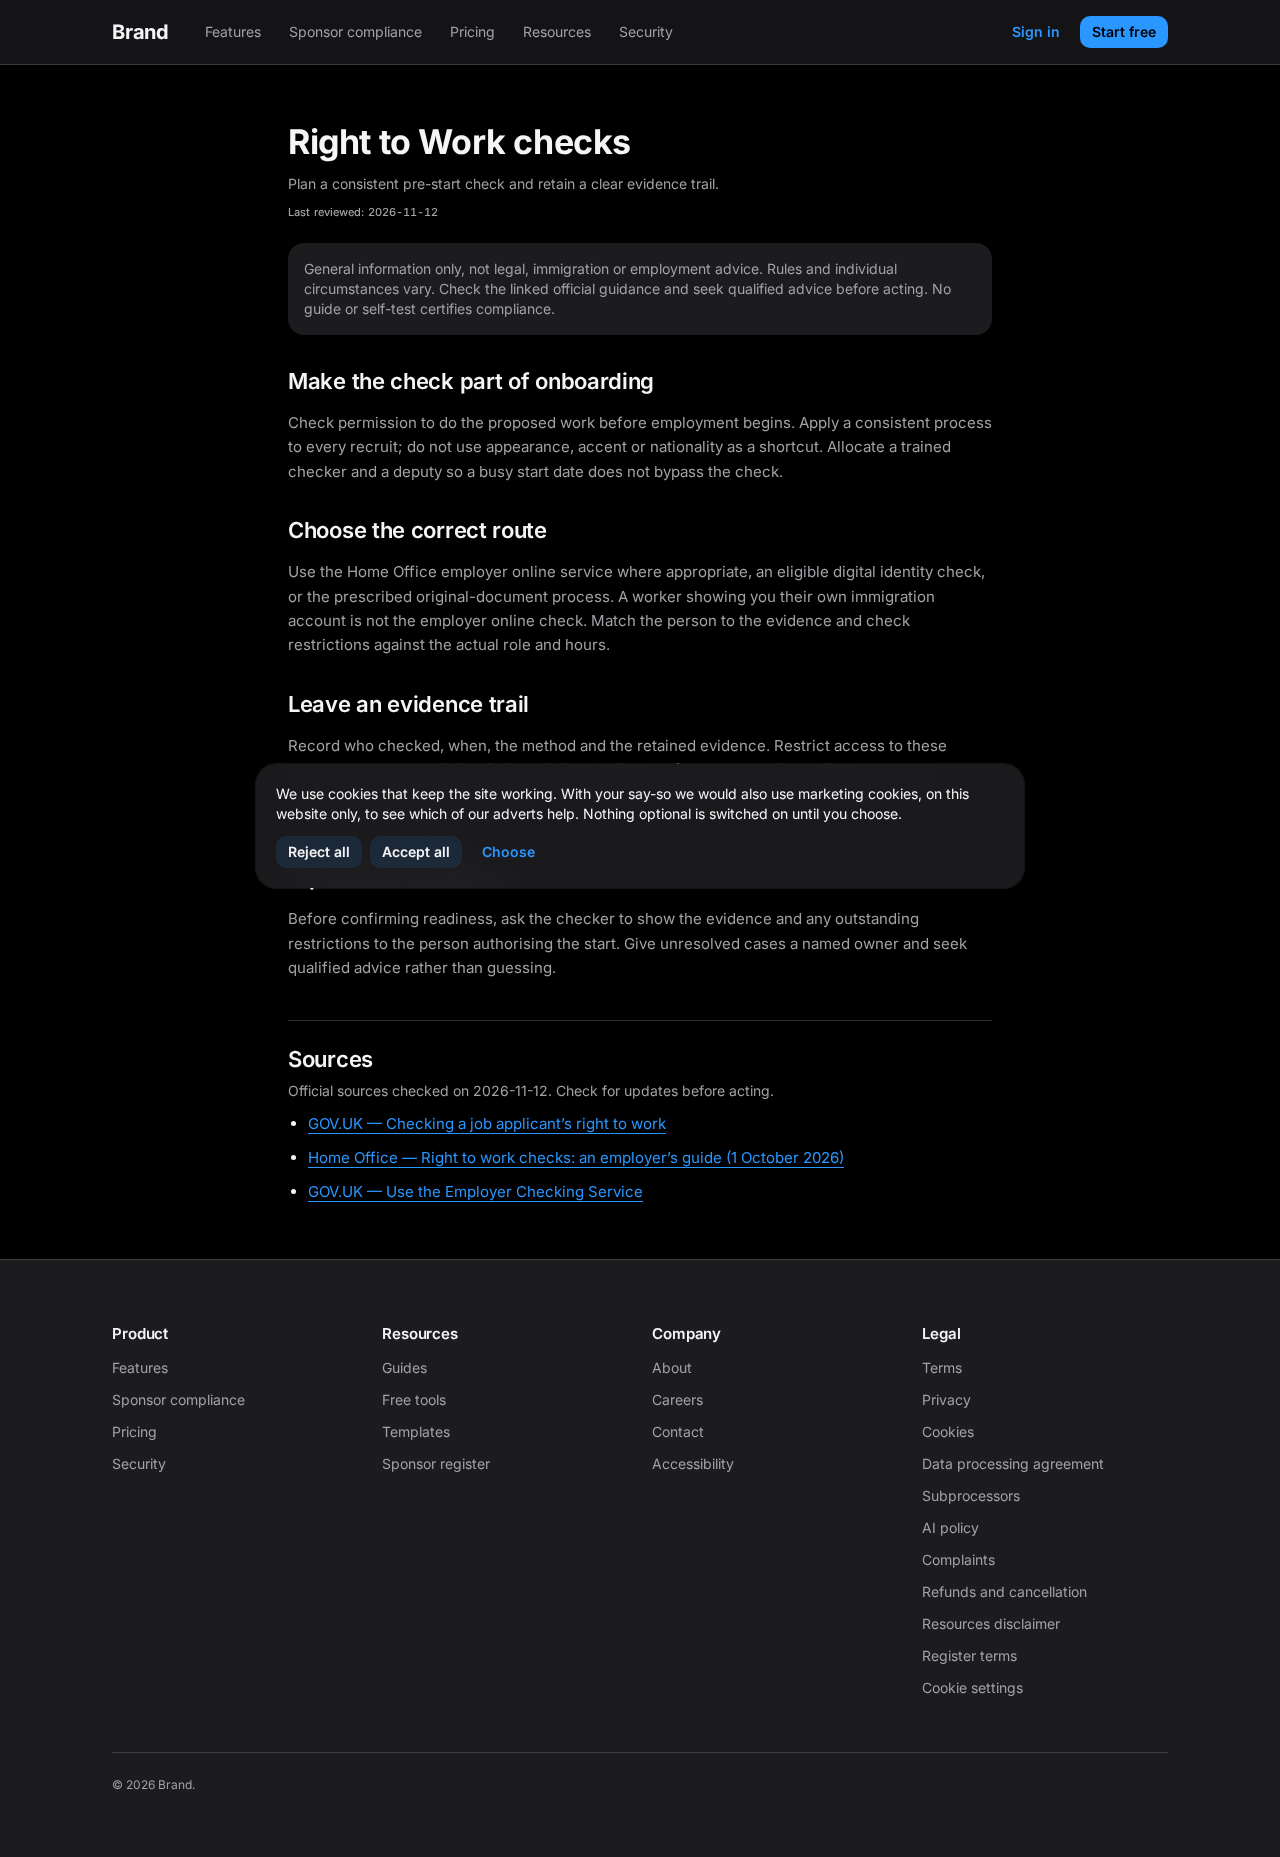 Brand
Features
Sponsor compliance
Pricing
Resources
Security
Sign in
Start free
Right to Work checks
Plan a consistent pre-start check and retain a clear evidence trail.
Last reviewed: 2026-11-12
General information only, not legal, immigration or employment advice. Rules and individual
circumstances vary. Check the linked official guidance and seek qualified advice before acting. No
guide or self-test certifies compliance.
Make the check part of onboarding
Check permission to do the proposed work before employment begins. Apply a consistent process
to every recruit; do not use appearance, accent or nationality as a shortcut. Allocate a trained
checker and a deputy so a busy start date does not bypass the check.
Choose the correct route
Use the Home Office employer online service where appropriate, an eligible digital identity check,
or the prescribed original-document process. A worker showing you their own immigration
account is not the employer online check. Match the person to the evidence and check
restrictions against the actual role and hours.
Leave an evidence trail
Record who checked, when, the method and the retained evidence. Restrict access to these
We use cookies that keep the site working. With your say-so we would also use marketing cookies, on this
website only, to see which of our adverts help. Nothing optional is switched on until you choose.
Reject all
Accept all
Choose
Before confirming readiness, ask the checker to show the evidence and any outstanding
restrictions to the person authorising the start. Give unresolved cases a named owner and seek
qualified advice rather than guessing.
Sources
Official sources checked on 2026-11-12. Check for updates before acting.
• GOV.UK — Checking a job applicant’s right to work
• Home Office — Right to work checks: an employer’s guide (1 October 2026)
• GOV.UK — Use the Employer Checking Service
Product
Features
Sponsor compliance
Pricing
Security
Resources
Guides
Free tools
Templates
Sponsor register
Company
About
Careers
Contact
Accessibility
Legal
Terms
Privacy
Cookies
Data processing agreement
Subprocessors
AI policy
Complaints
Refunds and cancellation
Resources disclaimer
Register terms
Cookie settings
© 2026 Brand.